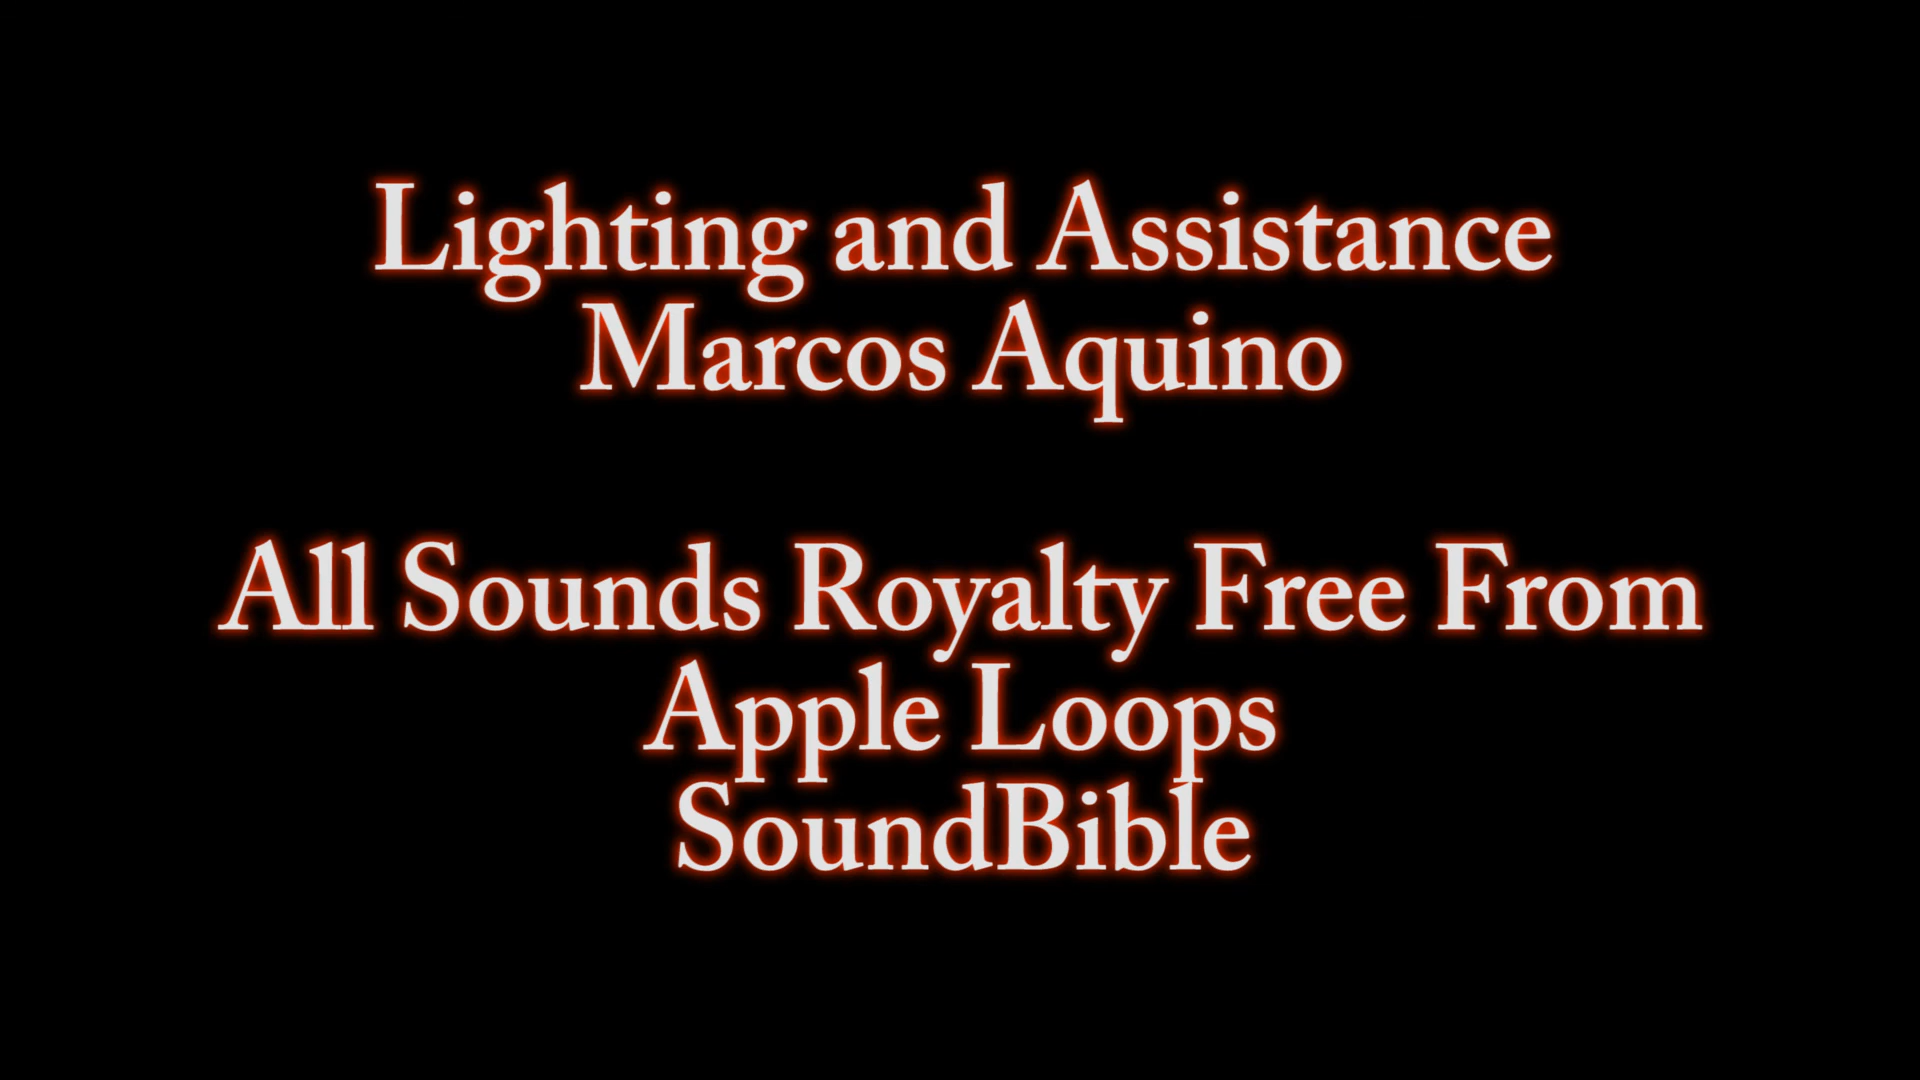 Lighting and Assistance
Marcos Aquino
All Sounds Royalty Free From
Apple Loops
SoundBible